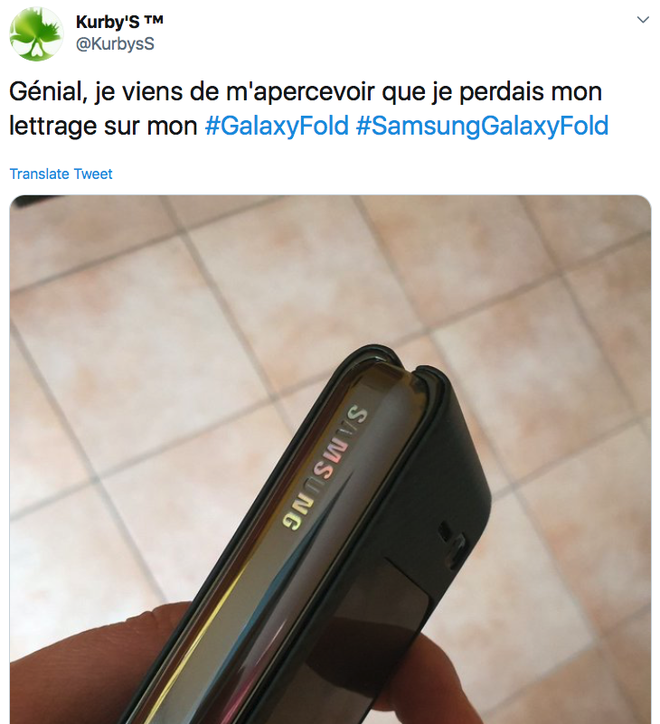 Kurby'S ™
@KurbysS
Génial, je viens de m'apercevoir que je perdais mon
lettrage sur mon #GalaxyFold #SamsungGalaxyFold
Translate Tweet
SAMSUNG